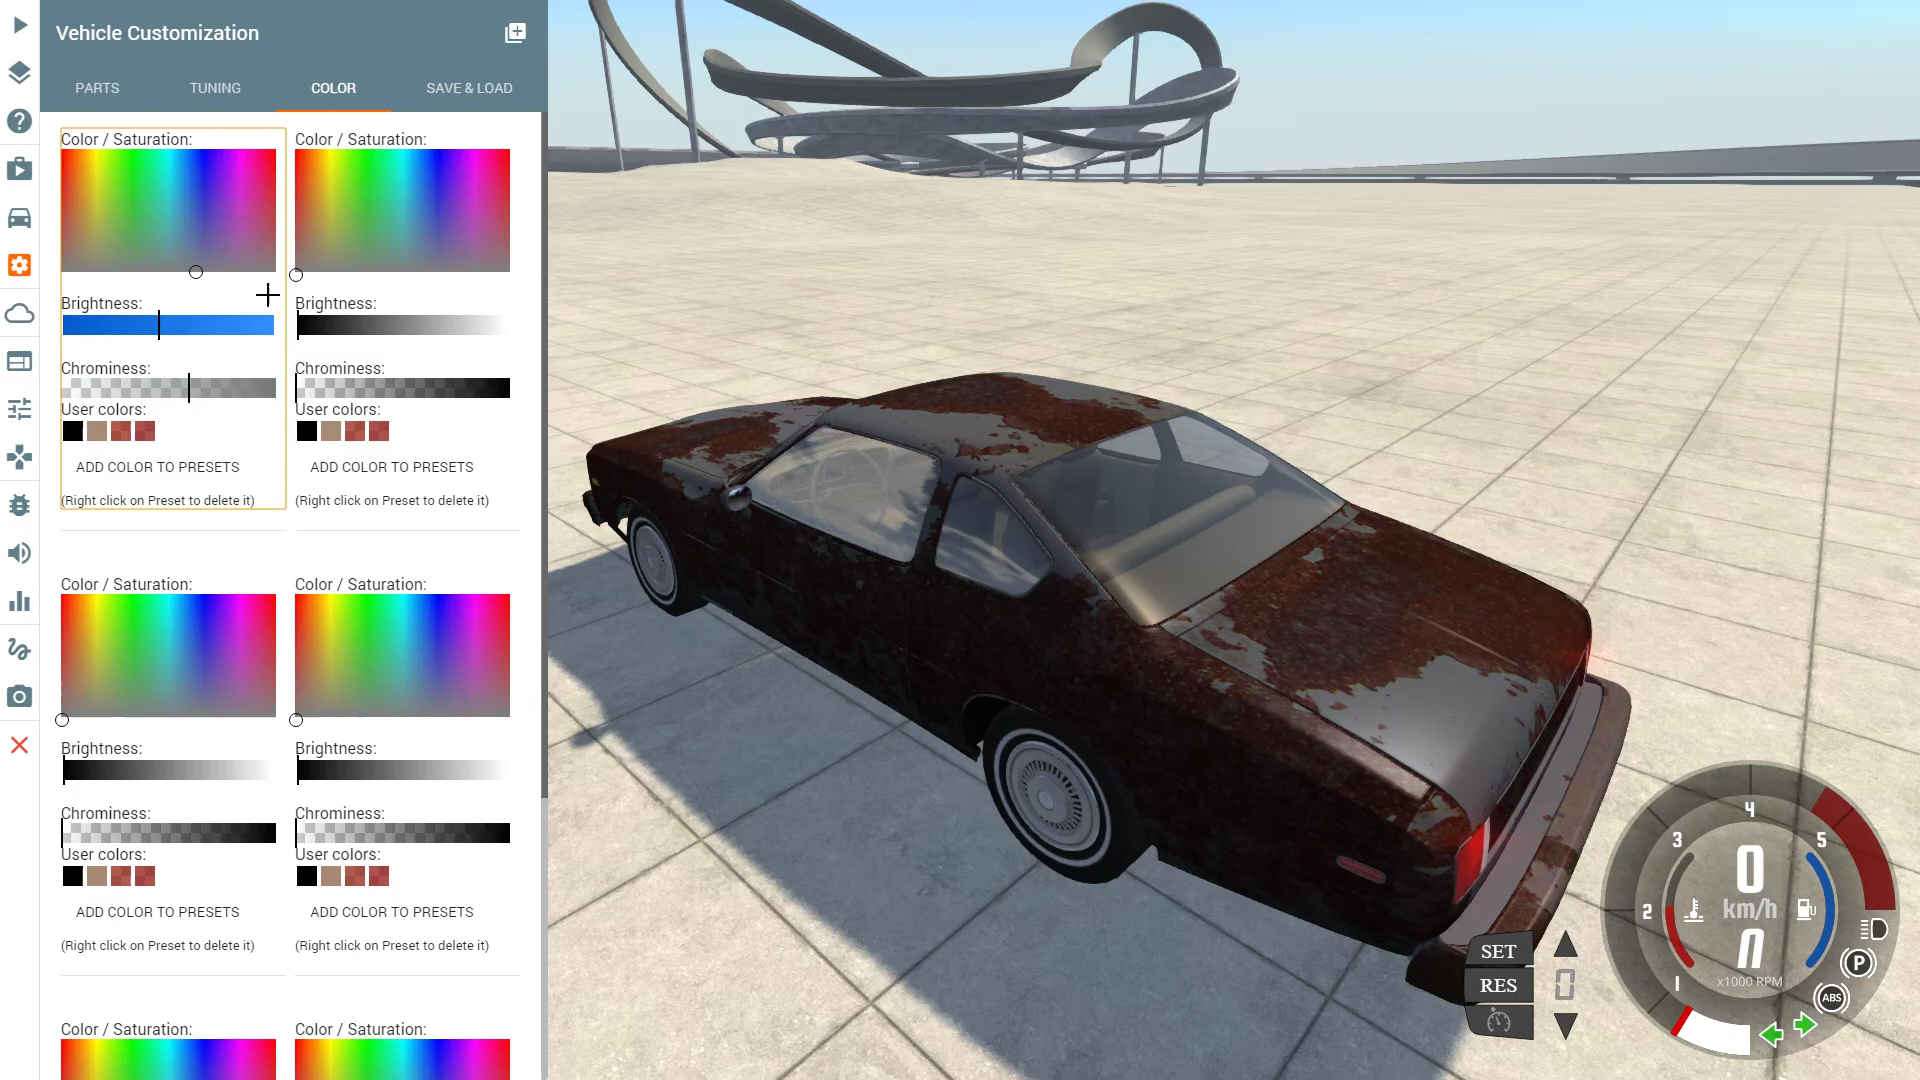 Vehicle Customization
PARTS TUNING COLOR SAVE & LOAD
Color / Saturation: Color / Saturation:
Brightness: Brightness:
Chrominess: Chrominess:
User colors: User colors:
ADD COLOR TO PRESETS ADD COLOR TO PRESETS
(Right click on Preset to delete it) (Right click on Preset to delete it)
Color / Saturation: Color / Saturation:
Brightness: Brightness:
Chrominess: Chrominess:
User colors: User colors:
ADD COLOR TO PRESETS ADD COLOR TO PRESETS
(Right click on Preset to delete it) (Right click on Preset to delete it)
Color / Saturation: Color / Saturation:
SET
RES
0
1
2
3
4
5
0
km/h
n
x1000 RPM
P
ABS